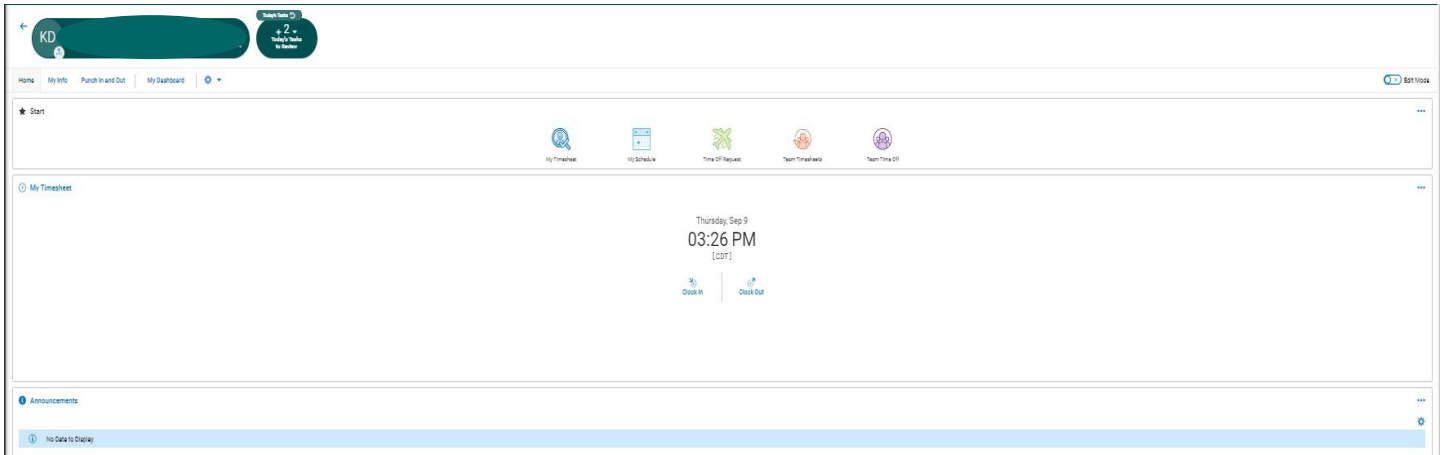 Today's Tasks
KD
+ 2
Today's Tasks
to Review
Home My Info Punch In and Out My Dashboard
Edit Mode
Start
My Timesheet My Schedule Time Off Request Team Timesheets Team Time Off
My Timesheet
Thursday, Sep 9
03:26 PM
[ CDT ]
Clock In Clock Out
Announcements
No Data to Display